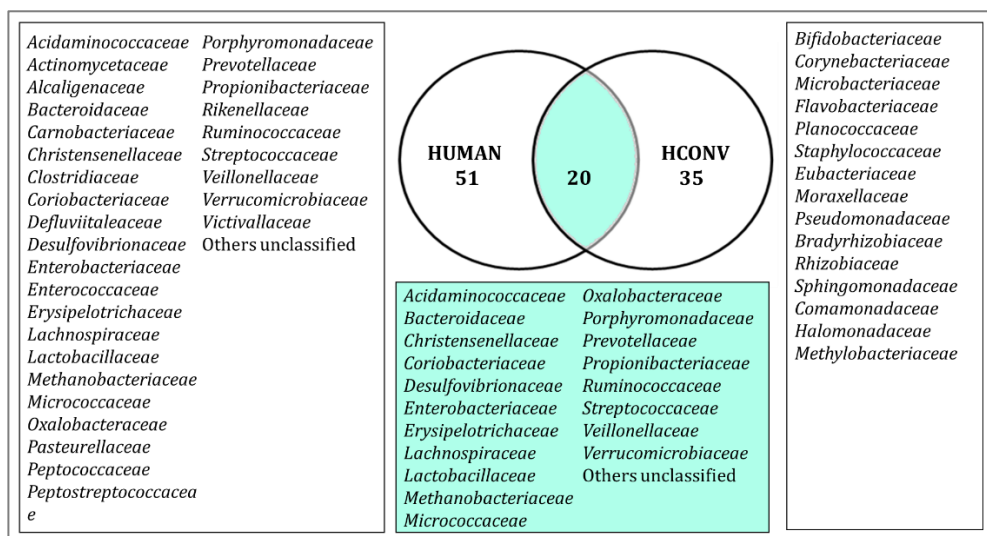 Acidaminococcaceae
Actinomycetaceae
Alcaligenaceae
Bacteroidaceae
Carnobacteriaceae
Christensenellaceae
Clostridiaceae
Coriobacteriaceae
Defluviitaleaceae
Desulfovibrionaceae
Enterobacteriaceae
Enterococcaceae
Erysipelotrichaceae
Lachnospiraceae
Lactobacillaceae
Methanobacteriaceae
Micrococcaceae
Oxalobacteraceae
Pasteurellaceae
Peptococcaceae
Peptostreptococcacea
e
Porphyromonadaceae
Prevotellaceae
Propionibacteriaceae
Rikenellaceae
Ruminococcaceae
Streptococcaceae
Veillonellaceae
Verrucomicrobiaceae
Victivallaceae
Others unclassified
HUMAN
51
20
HCONV
35
Acidaminococcaceae
Bacteroidaceae
Christensenellaceae
Coriobacteriaceae
Desulfovibrionaceae
Enterobacteriaceae
Erysipelotrichaceae
Lachnospiraceae
Lactobacillaceae
Methanobacteriaceae
Micrococcaceae
Oxalobacteraceae
Porphyromonadaceae
Prevotellaceae
Propionibacteriaceae
Ruminococcaceae
Streptococcaceae
Veillonellaceae
Verrucomicrobiaceae
Others unclassified
Bifidobacteriaceae
Corynebacteriaceae
Microbacteriaceae
Flavobacteriaceae
Planococcaceae
Staphylococcaceae
Eubacteriaceae
Moraxellaceae
Pseudomonadaceae
Bradyrhizobiaceae
Rhizobiaceae
Sphingomonadaceae
Comamonadaceae
Halomonadaceae
Methylobacteriaceae